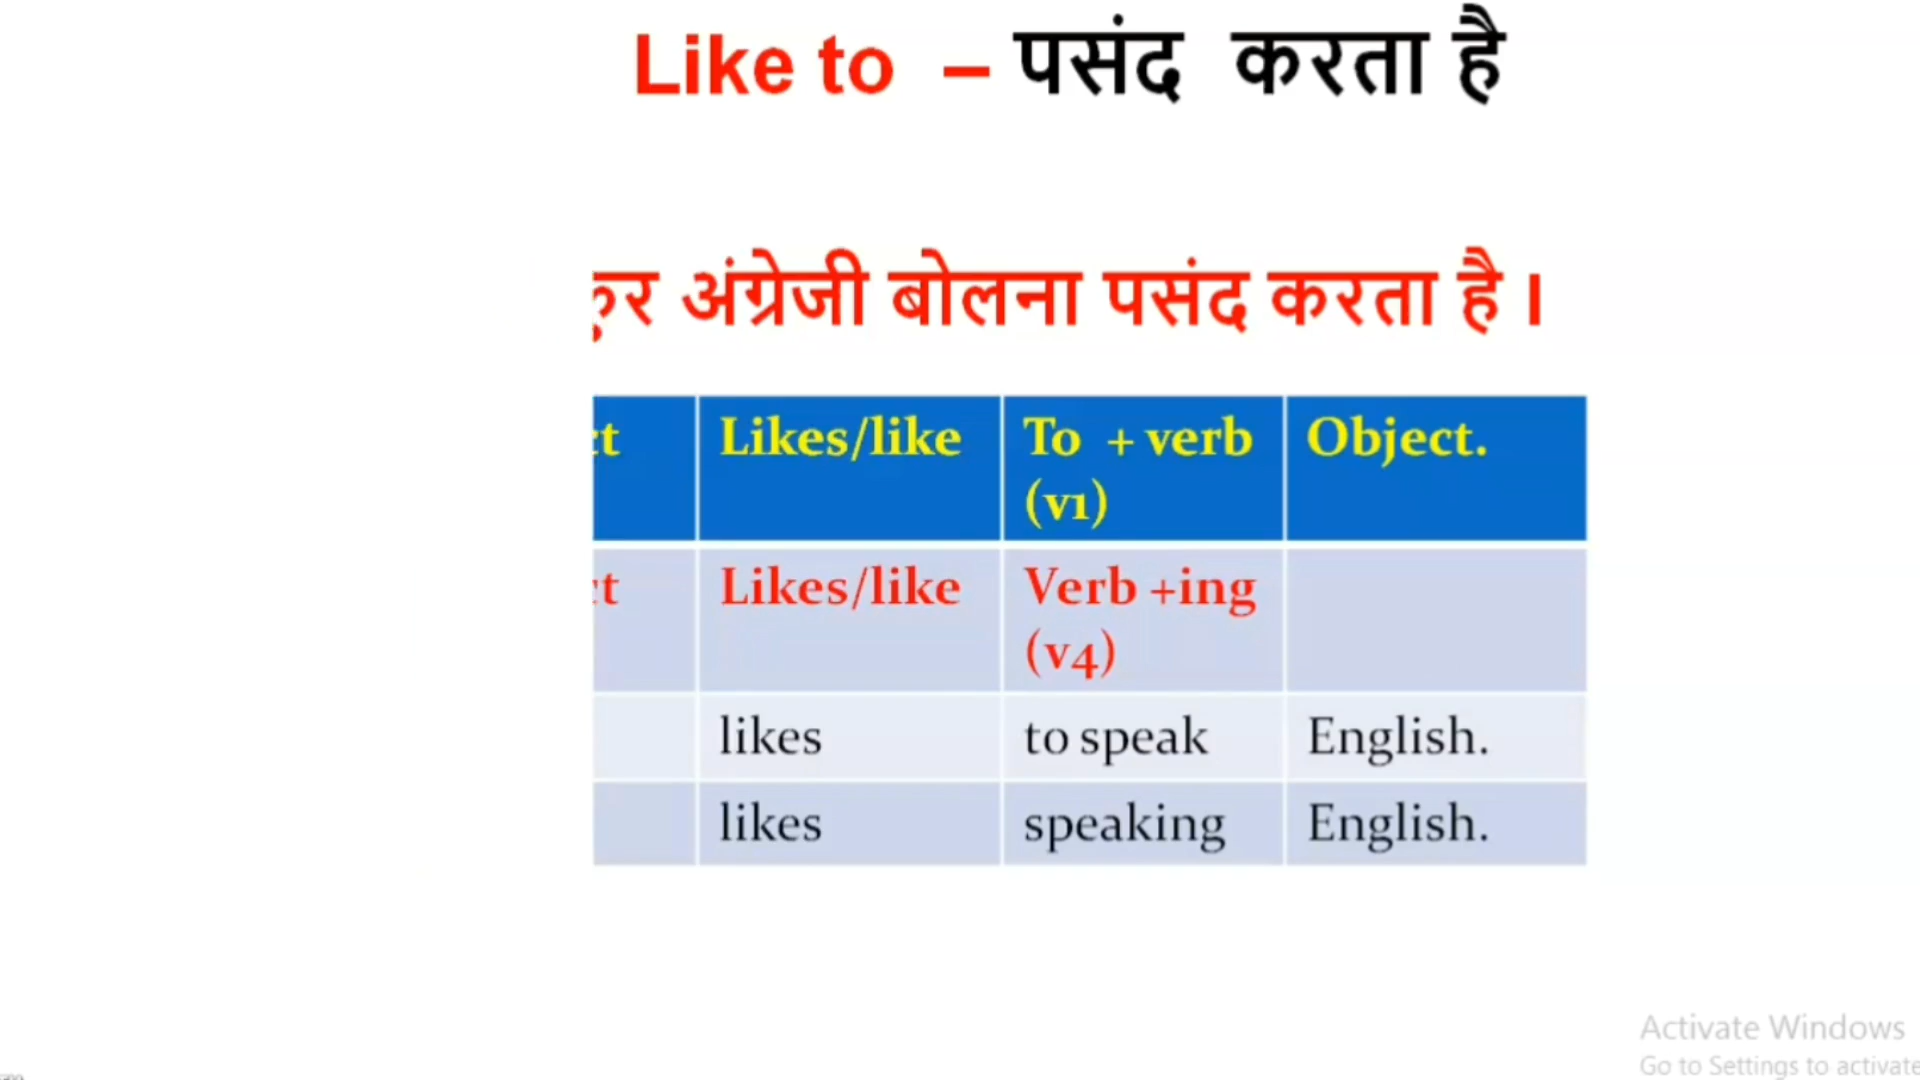 Like to – पसंद करता है
अंग्रेजी बोलना पसंद करता है ।
Likes/like To + verb (v1) Object.
Likes/like Verb +ing (v4)
likes to speak English.
likes speaking English.
Activate Windows
Go to Settings to activate